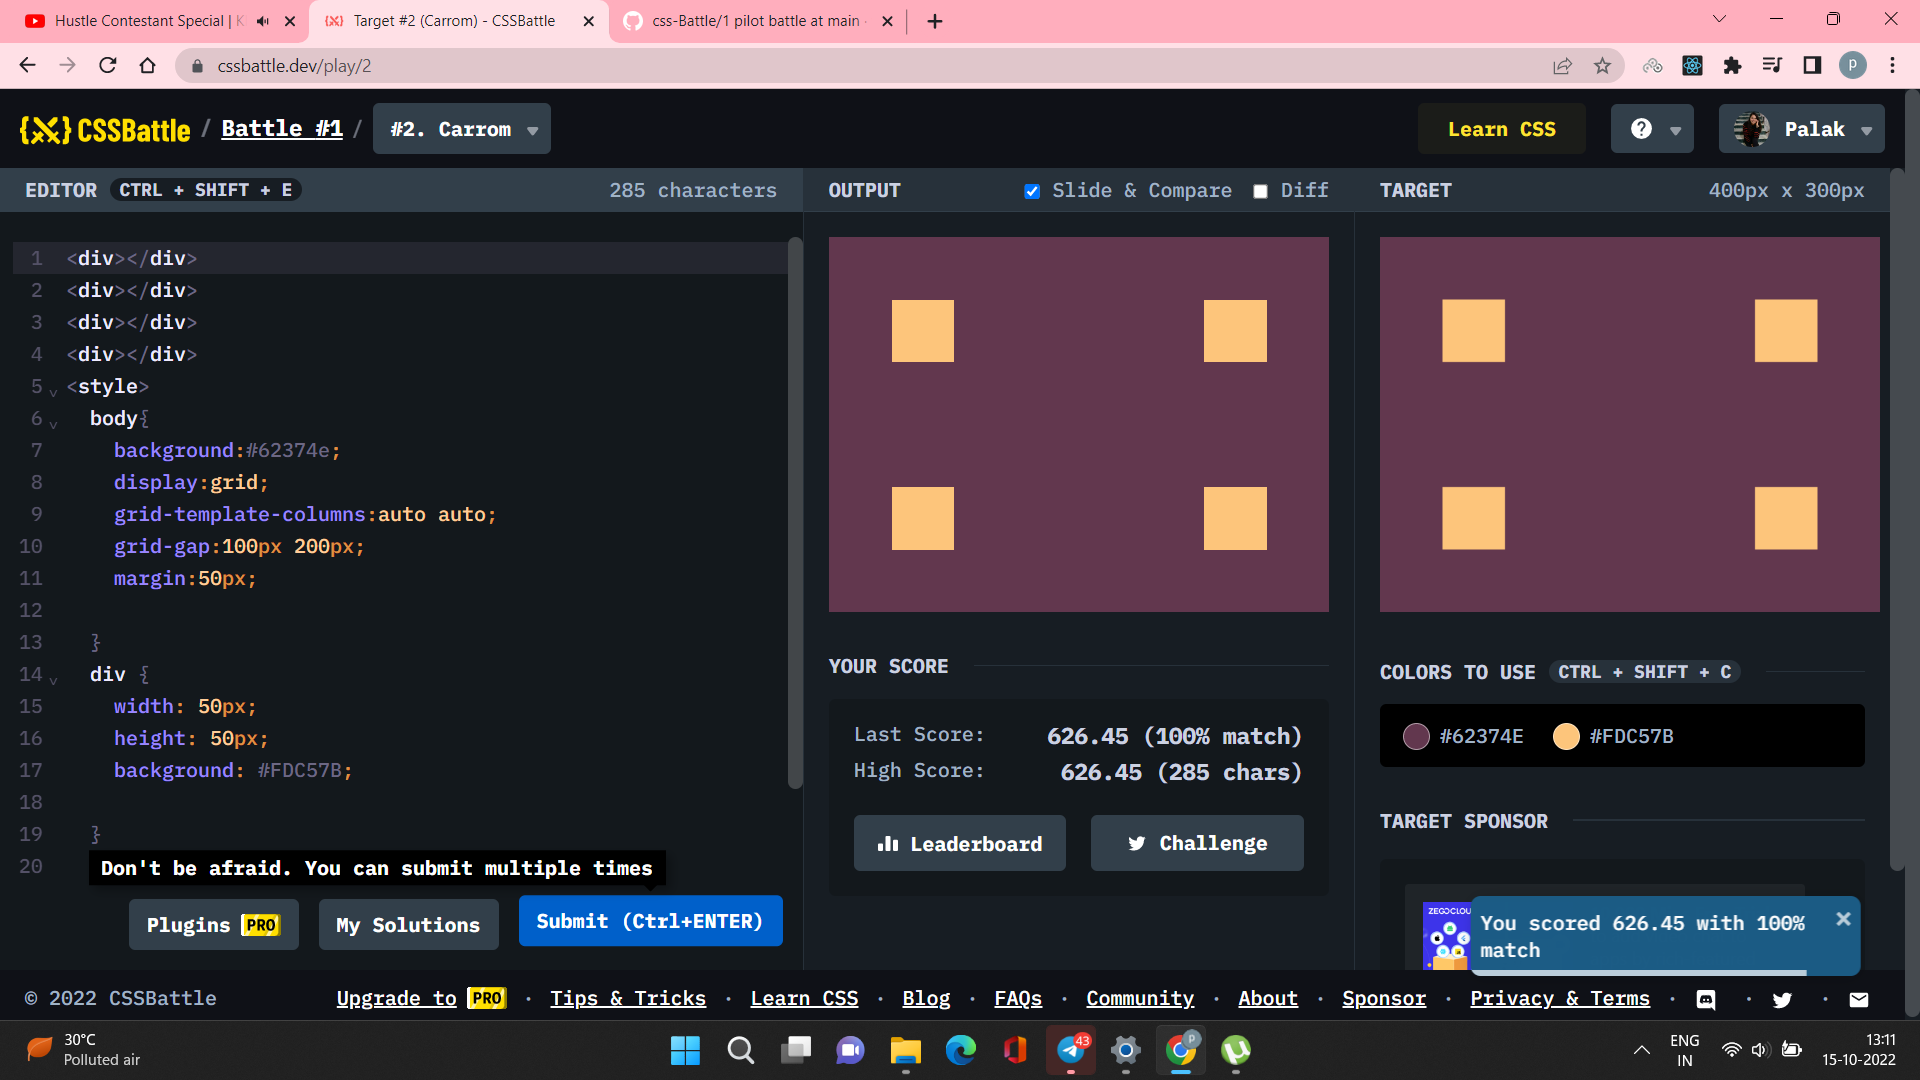 Hustle Contestant Special | K
Target #2 (Carrom) - CSSBattle
css-Battle/1 pilot battle at main
cssbattle.dev/play/2
P
CSSBattle / Battle #1 / #2. Carrom
Learn CSS
Palak
EDITOR CTRL + SHIFT + E 285 characters
OUTPUT Slide & Compare Diff
TARGET 400px x 300px
1 <div></div>
2 <div></div>
3 <div></div>
4 <div></div>
5 <style>
6 body{
7 background:#62374e;
8 display:grid;
9 grid-template-columns:auto auto;
10 grid-gap:100px 200px;
11 margin:50px;
12
13 }
14 div {
15 width: 50px;
16 height: 50px;
17 background: #FDC57B;
18
19 }
20
Don't be afraid. You can submit multiple times
Plugins PRO
My Solutions
Submit (Ctrl+ENTER)
YOUR SCORE
Last Score: 626.45 (100% match)
High Score: 626.45 (285 chars)
Leaderboard
Challenge
COLORS TO USE CTRL + SHIFT + C
#62374E #FDC57B
TARGET SPONSOR
ZEGOCLOU
You scored 626.45 with 100%
match
© 2022 CSSBattle
Upgrade to PRO · Tips & Tricks · Learn CSS · Blog · FAQs · Community · About · Sponsor · Privacy & Terms
30°C
Polluted air
43
P
ENG
IN
13:11
15-10-2022